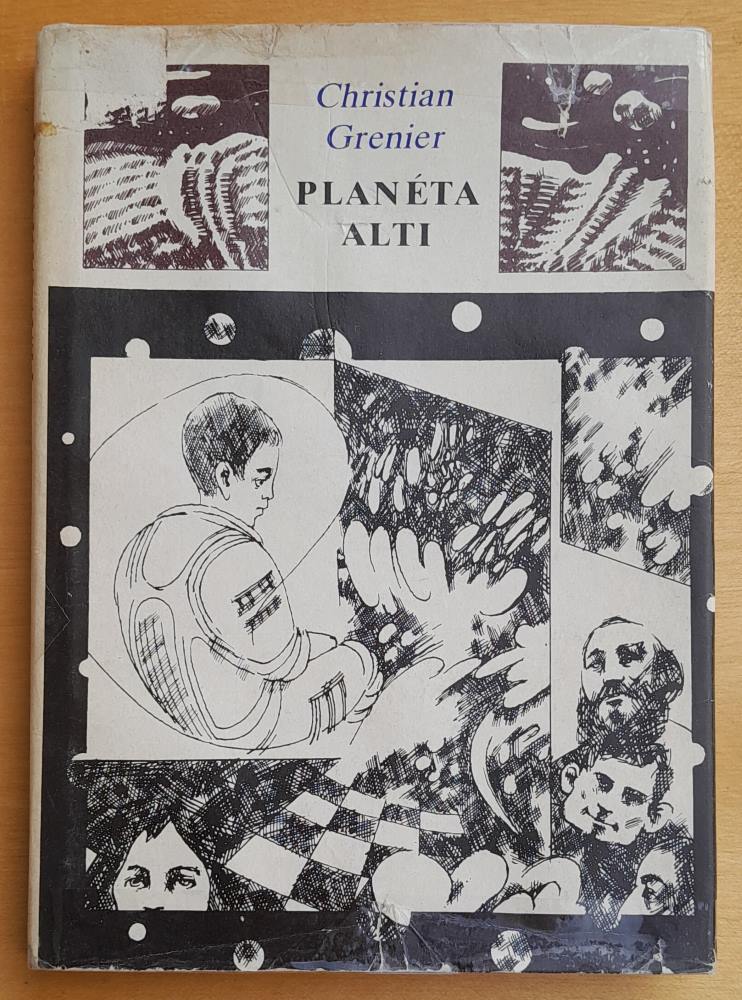 Christian
Grenier
PLANÉTA
ALTI